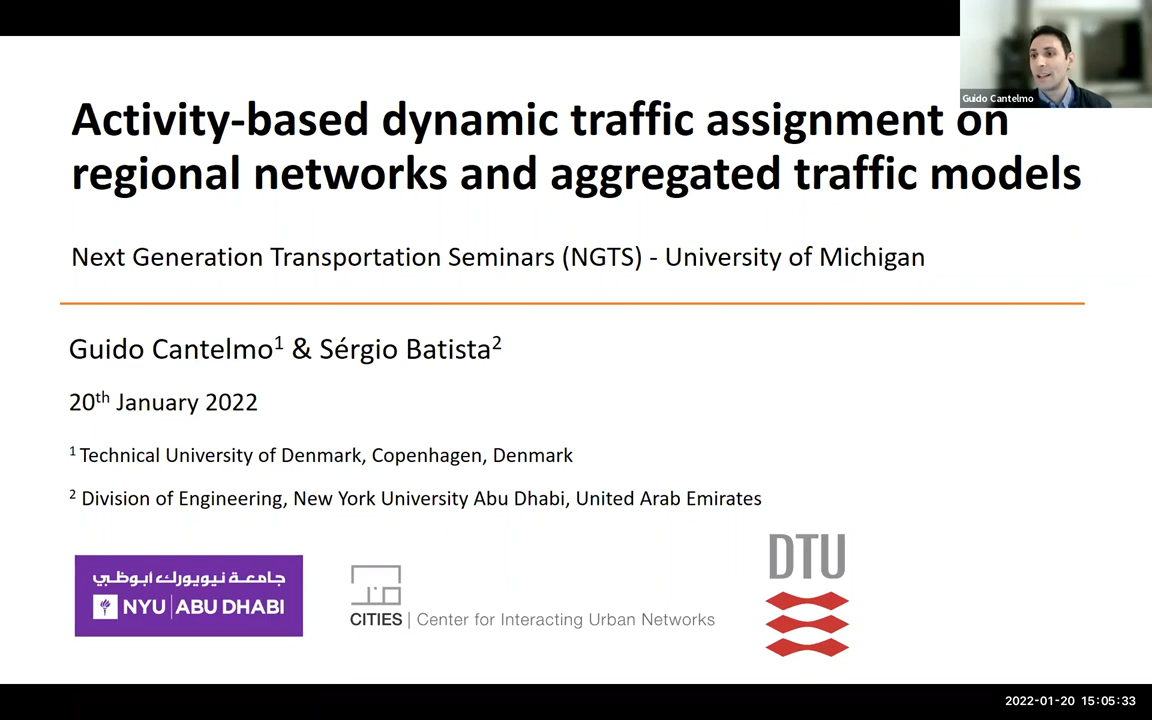 Guido Cantelmo
Activity-based dynamic traffic assignment on
regional networks and aggregated traffic models
Next Generation Transportation Seminars (NGTS) - University of Michigan
Guido Cantelmo1 & Sérgio Batista2
20th January 2022
1 Technical University of Denmark, Copenhagen, Denmark
2 Division of Engineering, New York University Abu Dhabi, United Arab Emirates
جامعة نيويورك ابوظبي
NYU | ABU DHABI
CITIES | Center for Interacting Urban Networks
DTU
2022-01-20 15:05:33